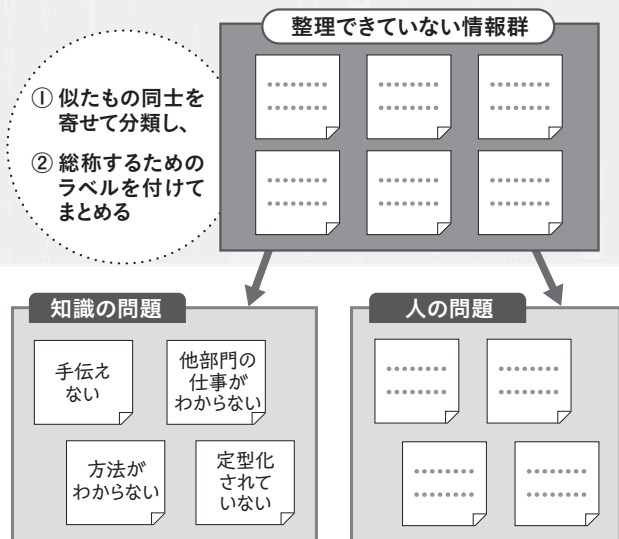 整理できていない情報群
① 似たもの同士を
寄せて分類し、
② 総称するための
ラベルを付けて
まとめる
知識の問題
手伝え
ない
他部門の
仕事が
わからない
方法が
わからない
定型化
されて
いない
人の問題